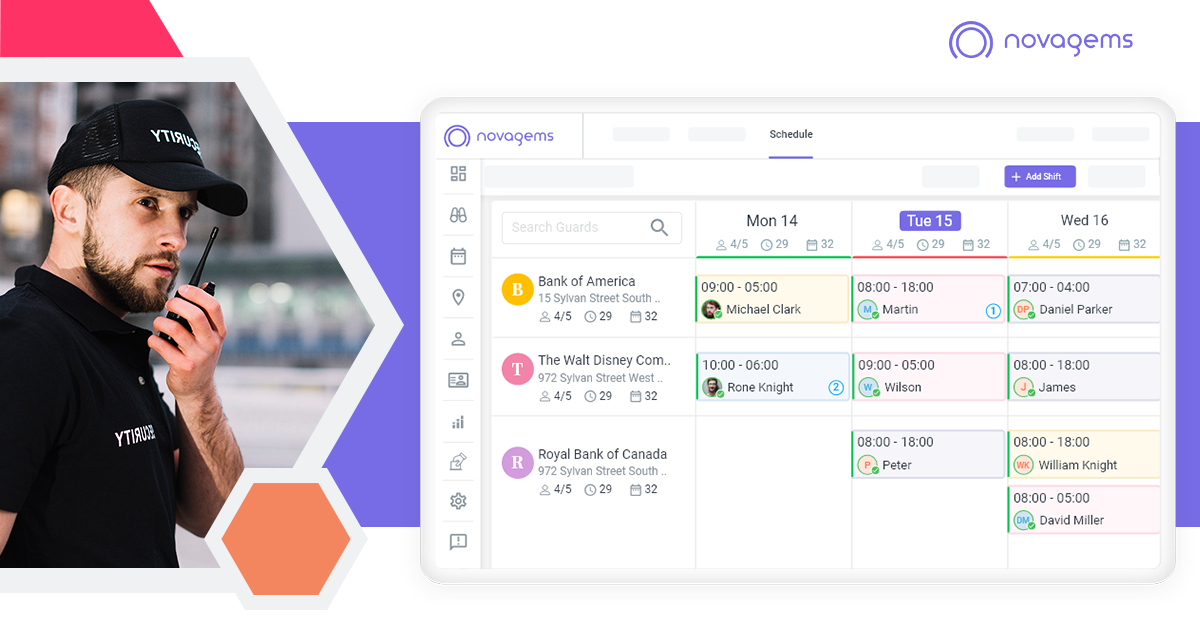 novagems
SECURITY
SECURITY
novagems
Schedule
Add Shift
Search Guards
Mon 14
4/5 29 32
Tue 15
4/5 29 32
Wed 16
4/5 29 32
B
Bank of America
15 Sylvan Street South ..
4/5 29 32
09:00 - 05:00
Michael Clark
08:00 - 18:00
M Martin 1
07:00 - 04:00
DP Daniel Parker
T
The Walt Disney Com..
972 Sylvan Street West ..
4/5 29 32
10:00 - 06:00
Rone Knight 2
09:00 - 05:00
W Wilson
08:00 - 18:00
J James
R
Royal Bank of Canada
972 Sylvan Street South ..
4/5 29 32
08:00 - 18:00
P Peter
08:00 - 18:00
WK William Knight
08:00 - 05:00
DM David Miller